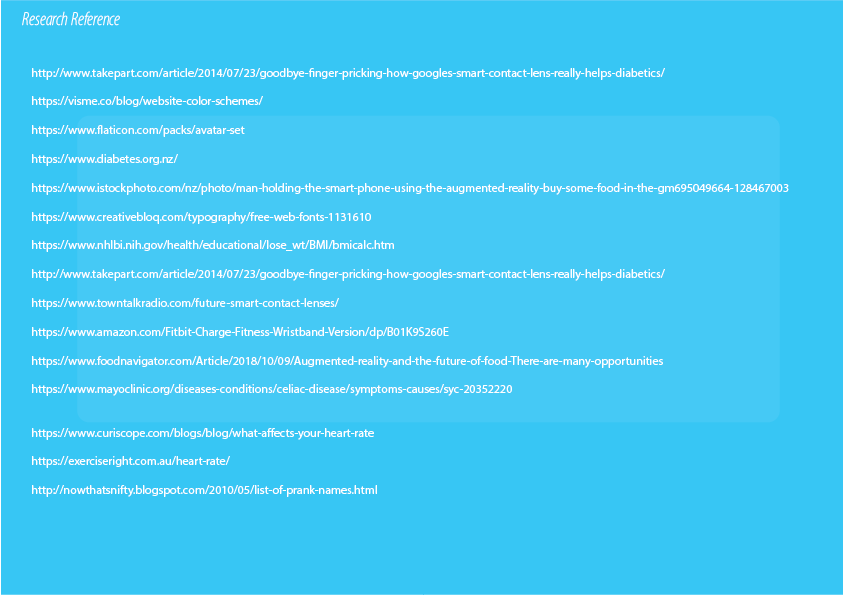 Research Reference
http://www.takepart.com/article/2014/07/23/goodbye-finger-pricking-how-googles-smart-contact-lens-really-helps-diabetics/
https://visme.co/blog/website-color-schemes/
https://www.flaticon.com/packs/avatar-set
https://www.diabetes.org.nz/
https://www.istockphoto.com/nz/photo/man-holding-the-smart-phone-using-the-augmented-reality-buy-some-food-in-the-gm695049664-128467003
https://www.creativebloq.com/typography/free-web-fonts-1131610
https://www.nhlbi.nih.gov/health/educational/lose_wt/BMI/bmicalc.htm
http://www.takepart.com/article/2014/07/23/goodbye-finger-pricking-how-googles-smart-contact-lens-really-helps-diabetics/
https://www.towntalkradio.com/future-smart-contact-lenses/
https://www.amazon.com/Fitbit-Charge-Fitness-Wristband-Version/dp/B01K9S260E
https://www.foodnavigator.com/Article/2018/10/09/Augmented-reality-and-the-future-of-food-There-are-many-opportunities
https://www.mayoclinic.org/diseases-conditions/celiac-disease/symptoms-causes/syc-20352220
https://www.curiscope.com/blogs/blog/what-affects-your-heart-rate
https://exerciseright.com.au/heart-rate/
http://nowthatsnifty.blogspot.com/2010/05/list-of-prank-names.html